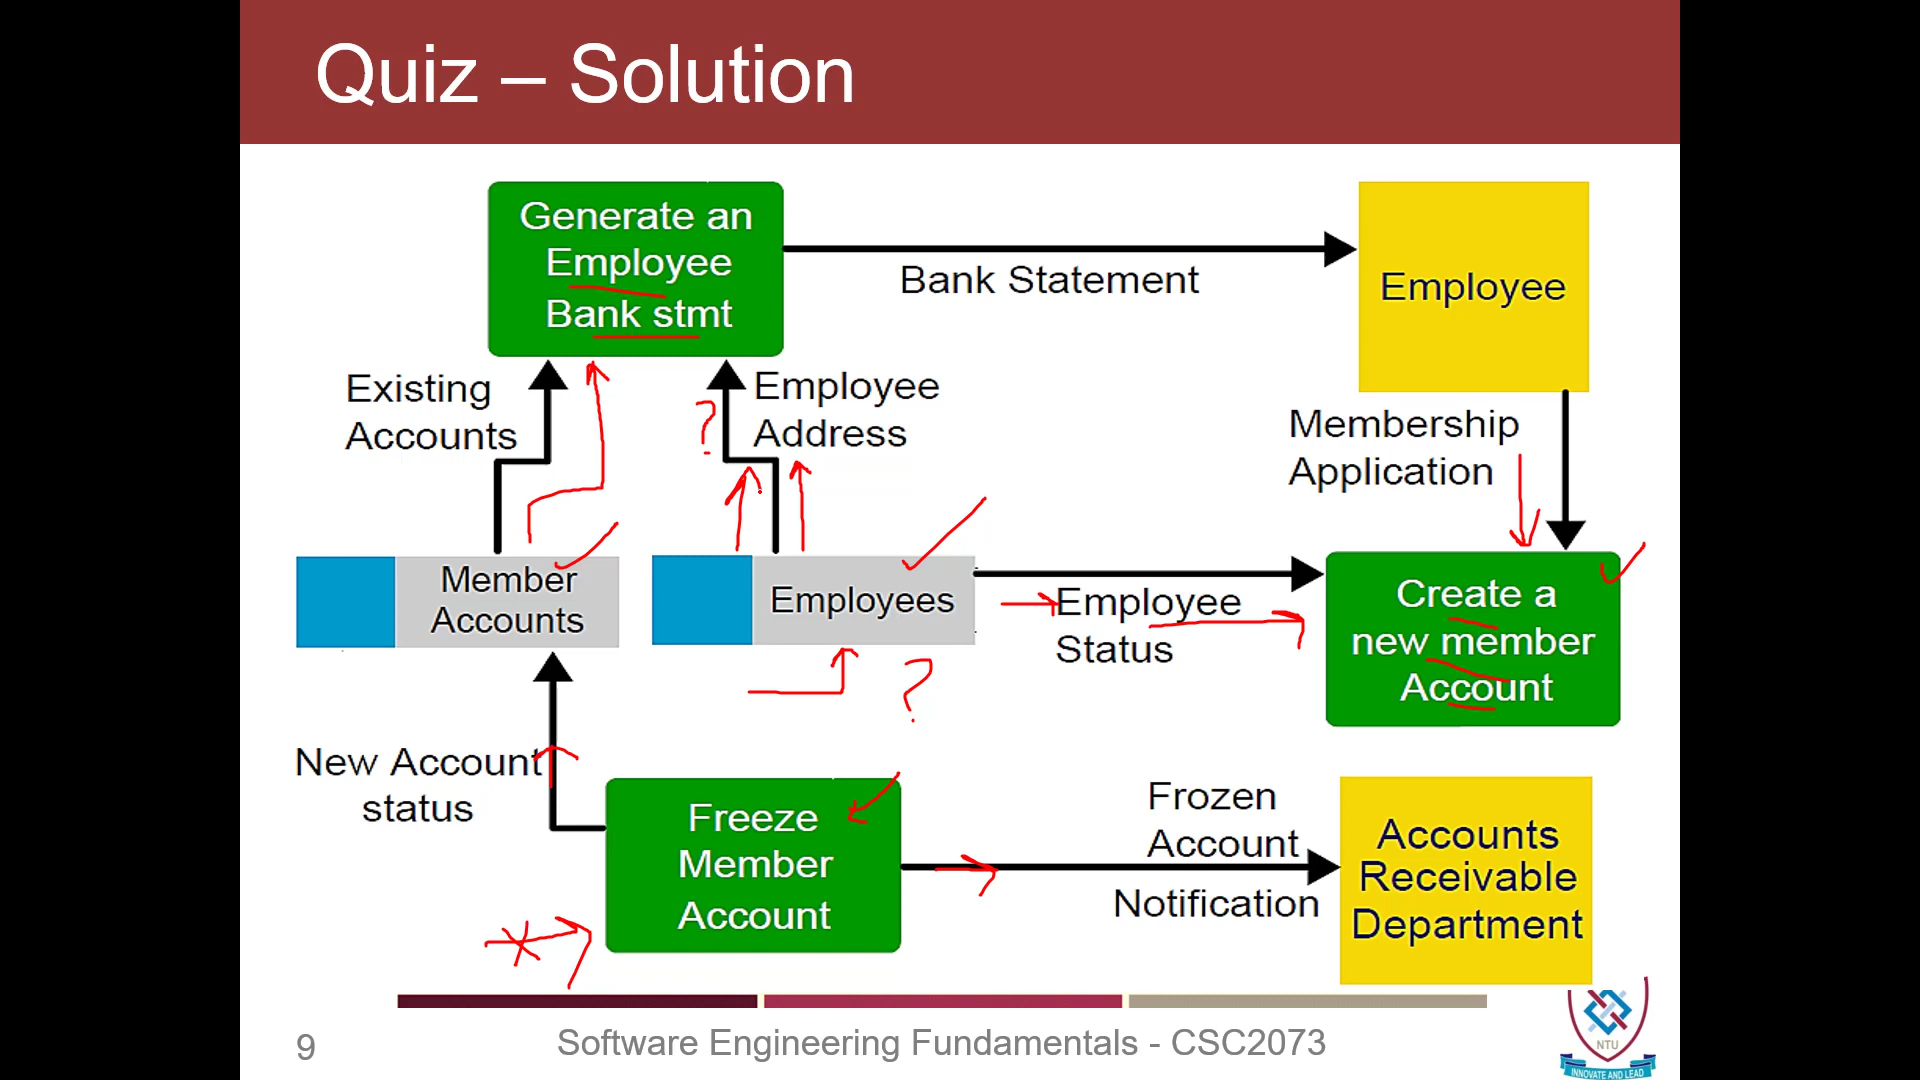 Quiz – Solution
Generate an
Employee
Bank stmt
Bank Statement
Employee
Existing
Accounts
?
Employee
Address
Membership
Application
Member
Accounts
Employees
Employee
Status
Create a
new member
Account
?
New Account
status
Freeze
Member
Account
Frozen
Account
Notification
Accounts
Receivable
Department
9
Software Engineering Fundamentals - CSC2073
NTU
INNOVATE AND LEAD